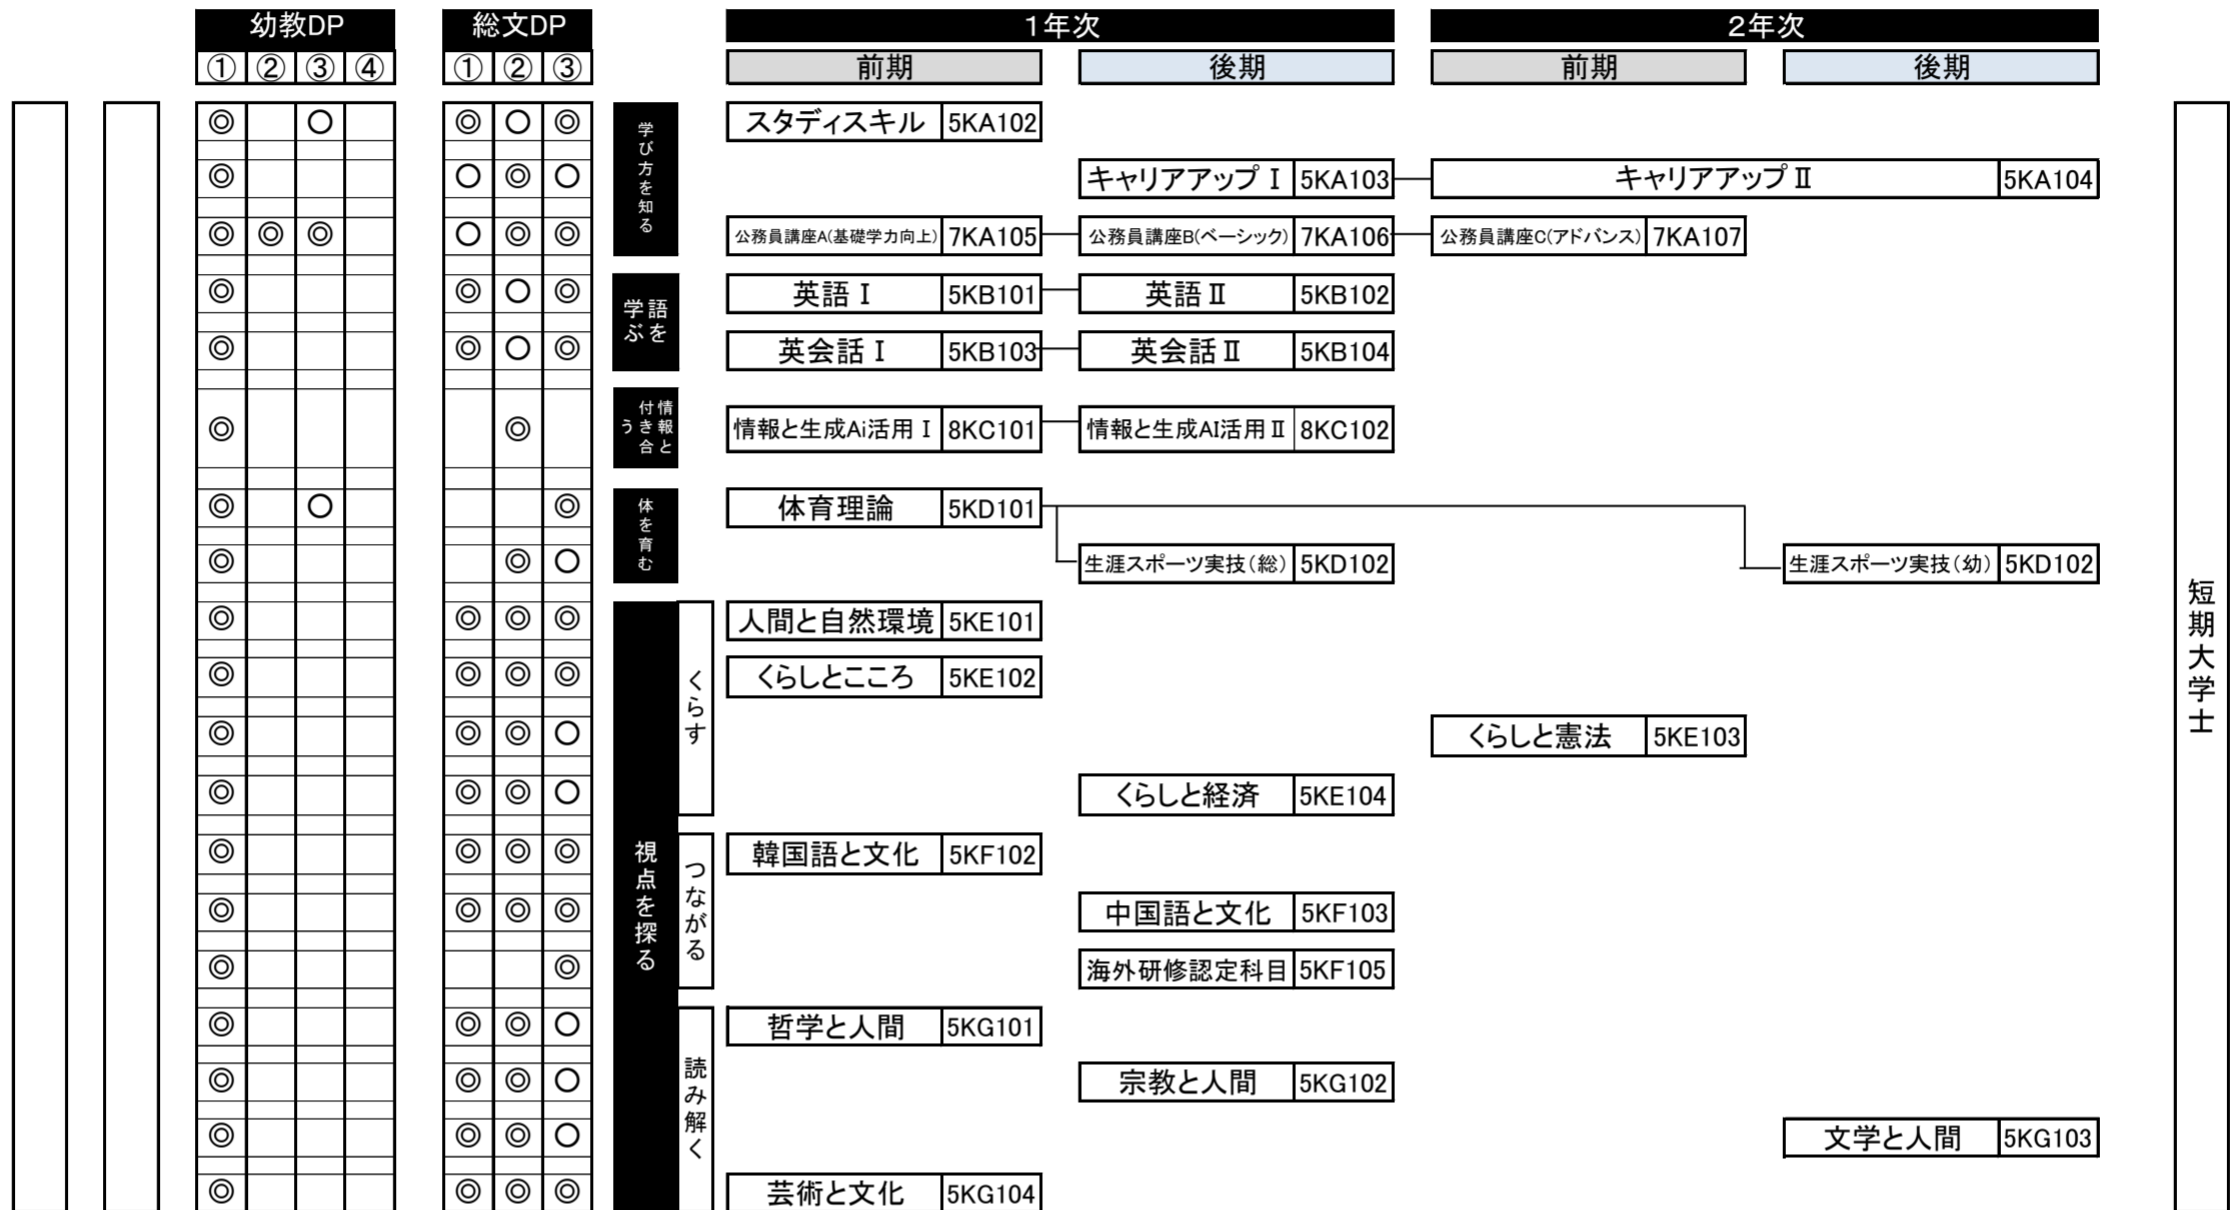 幼教DP 総文DP 1年次 2年次
① ② ③ ④ ① ② ③ 前期 後期 前期 後期
学び方を知る
◎ ○ ◎ ○ ◎ スタディスキル 5KA102
◎ ○ ◎ ○ キャリアアップⅠ 5KA103 キャリアアップⅡ 5KA104
◎ ◎ ◎ ○ ◎ ◎ 公務員講座A(基礎学力向上) 7KA105 公務員講座B(ベーシック) 7KA106 公務員講座C(アドバンス) 7KA107
語を学ぶ
◎ ◎ ○ ◎ 英語Ⅰ 5KB101 英語Ⅱ 5KB102
◎ ◎ ○ ◎ 英会話Ⅰ 5KB103 英会話Ⅱ 5KB104
情報と付き合う
◎ ◎ 情報と生成Ai活用Ⅰ 8KC101 情報と生成AI活用Ⅱ 8KC102
体を育む
◎ ○ ◎ 体育理論 5KD101
◎ ◎ ○ 生涯スポーツ実技(総) 5KD102 生涯スポーツ実技(幼) 5KD102
視点を探る
くらす
◎ ◎ ◎ ◎ 人間と自然環境 5KE101
◎ ◎ ◎ ◎ くらしとこころ 5KE102
◎ ◎ ◎ ○ くらしと憲法 5KE103
◎ ◎ ◎ ○ くらしと経済 5KE104
つながる
◎ ◎ ◎ ◎ 韓国語と文化 5KF102
◎ ◎ ◎ ◎ 中国語と文化 5KF103
◎ ◎ 海外研修認定科目 5KF105
読み解く
◎ ◎ ◎ ○ 哲学と人間 5KG101
◎ ◎ ◎ ○ 宗教と人間 5KG102
◎ ◎ ◎ ○ 文学と人間 5KG103
◎ ◎ ◎ ◎ 芸術と文化 5KG104
短期大学士